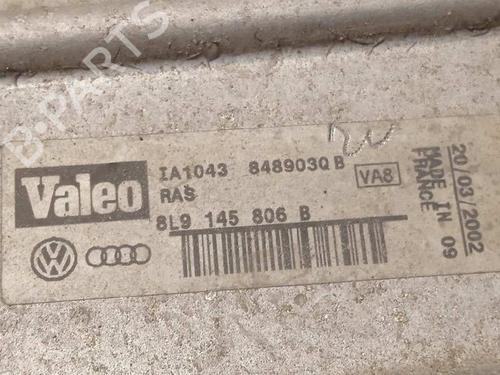 B-PARTS
Valeo
IA1043 848903Q B
RAS
VA8
8L9 145 806 B
20/03/2002
MADE IN
FRANCE 09